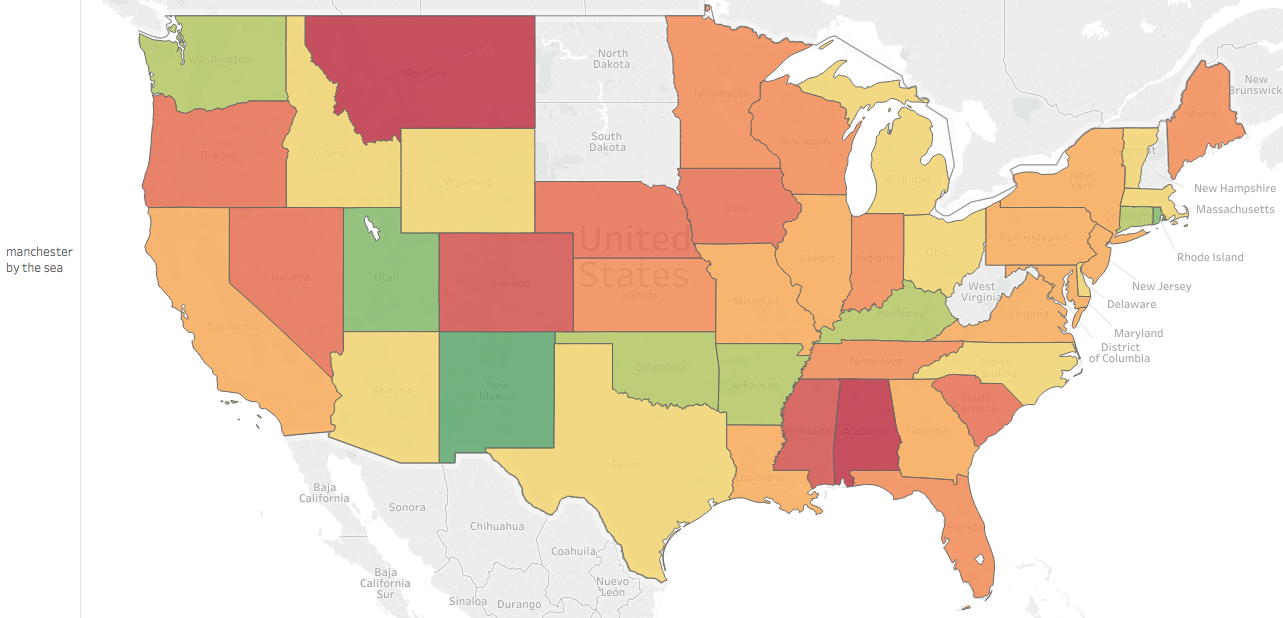 manchester
by the sea
Washington
Montana
North
Dakota
Minnesota
Maine
New
Brunswick
Oregon
Idaho
South
Dakota
Wisconsin
Vermont
Wyoming
Michigan
New
York
New Hampshire
Massachusetts
Iowa
Connect
United
States
Nevada
Utah
Colorado
Illinois
Indiana
Ohio
Pennsylvania
Rhode Island
Kansas
Missouri
West
Virginia
New Jersey
Delaware
California
Kentucky
Virginia
Maryland
District
of Columbia
Arizona
New
Mexico
Oklahoma
Arkansas
Tennessee
North
Carolina
South
Carolina
Mississipp
Alabama
Georgia
Texas
Louisiana
Florida
Baja
California
Sonora
Chihuahua
Coahuila
Baja
California
Sur
Sinaloa
Durango
Nuevo
León